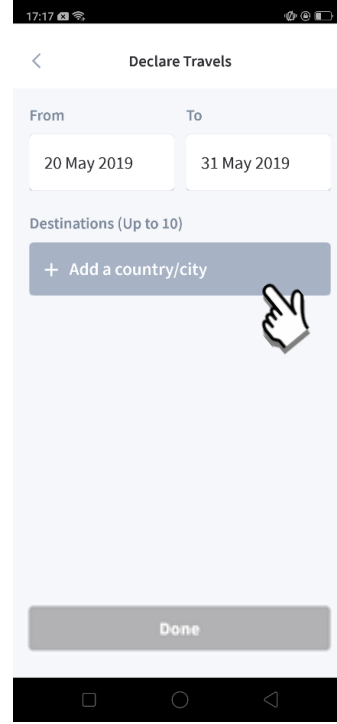 17:17
Declare Travels
From To
20 May 2019 31 May 2019
Destinations (Up to 10)
+ Add a country/city
Done